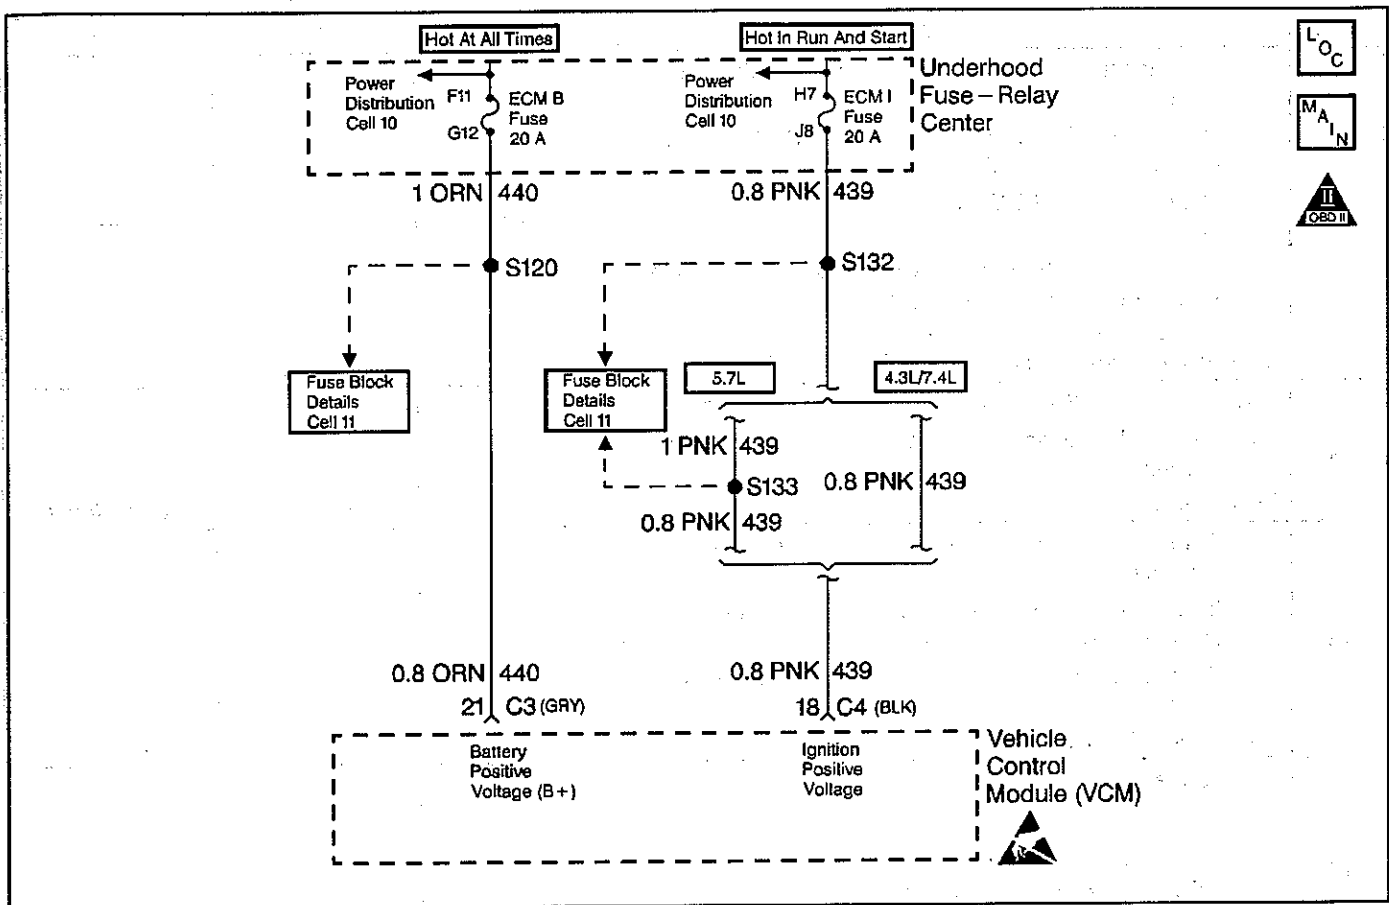 Hot At All Times
Hot In Run And Start
L O C
Power
Distribution
Cell 10
F11
G12
ECM B
Fuse
20 A
Power
Distribution
Cell 10
H7
J8
ECM I
Fuse
20 A
Underhood
Fuse – Relay
Center
M A I N
II
OBD II
1 ORN 440
0.8 PNK 439
S120
S132
Fuse Block
Details
Cell 11
Fuse Block
Details
Cell 11
5.7L
4.3L/7.4L
1 PNK 439
S133
0.8 PNK 439
0.8 PNK 439
0.8 ORN 440
0.8 PNK 439
21 C3 (GRY)
18 C4 (BLK)
Battery
Positive
Voltage (B+)
Ignition
Positive
Voltage
Vehicle
Control
Module (VCM)